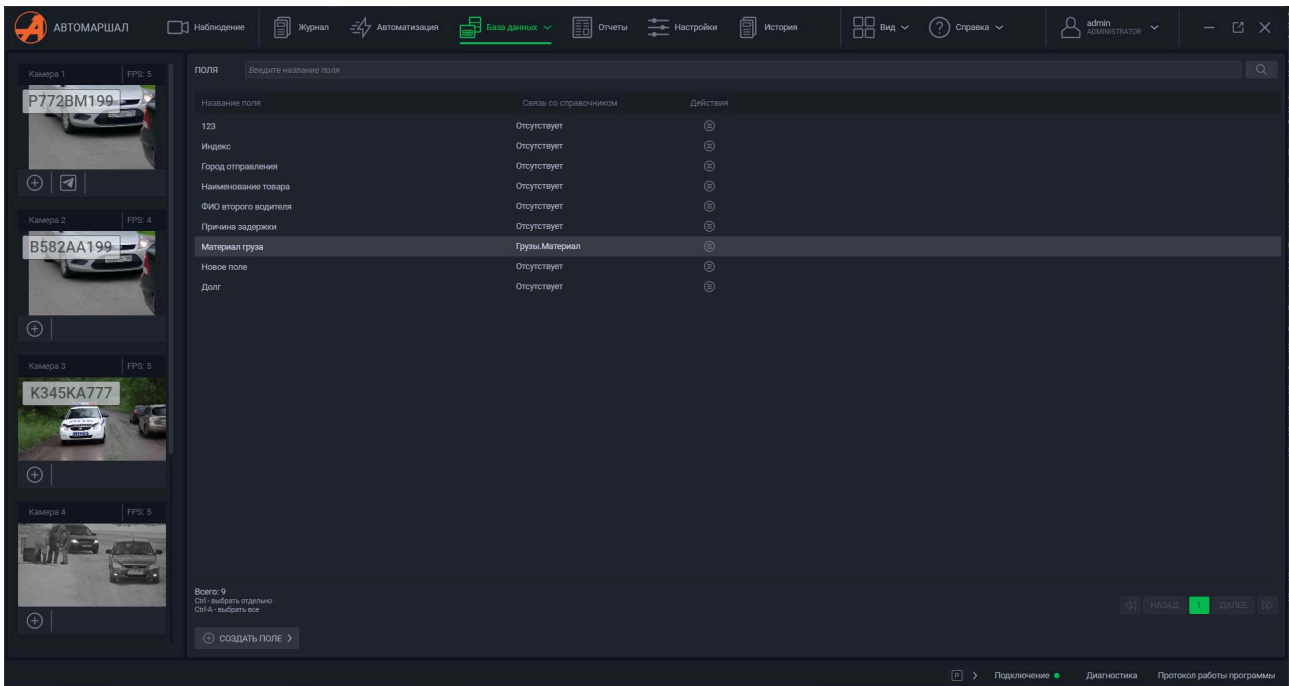 АВТОМАРШАЛ Наблюдение Журнал Автоматизация База данных Отчеты Настройки История Вид Справка admin
ADMINISTRATOR
Камера 1 FPS: 5
P772BM199
Камера 2 FPS: 4
B582AA199
Камера 3 FPS: 5
K345KA777
Камера 4 FPS: 5
ПОЛЯ Введите название поля
Название поля Связь со справочником Действия
123 Отсутствует
Индекс Отсутствует
Город отправления Отсутствует
Наименование товара Отсутствует
ФИО второго водителя Отсутствует
Причина задержки Отсутствует
Материал груза Грузы.Материал
Новое поле Отсутствует
Долг Отсутствует
Всего: 9
Ctrl - выбрать отдельно
Ctrl-A - выбрать все
НАЗАД 1 ДАЛЕЕ
СОЗДАТЬ ПОЛЕ
P Подключение Диагностика Протокол работы программы